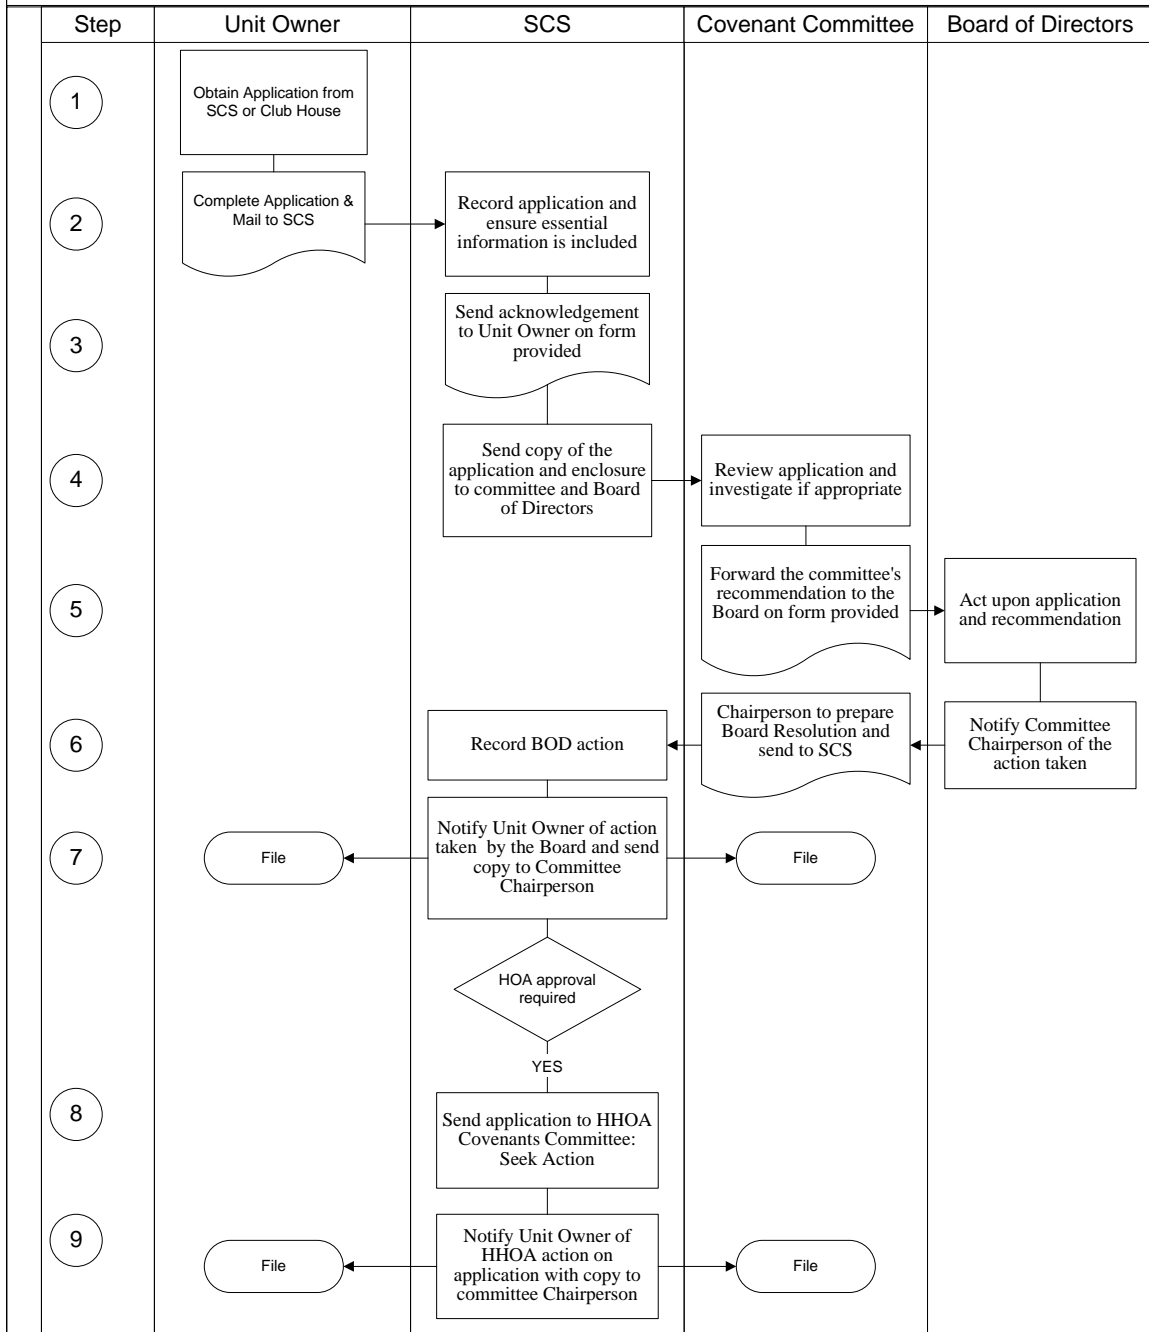 Step
Unit Owner
SCS
Covenant Committee
Board of Directors
1
Obtain Application from
SCS or Club House
2
Complete Application &
Mail to SCS
Record application and
ensure essential
information is included
3
Send acknowledgement
to Unit Owner on form
provided
4
Send copy of the
application and enclosure
to committee and Board
of Directors
Review application and
investigate if appropriate
5
Forward the committee's
recommendation to the
Board on form provided
Act upon application
and recommendation
6
Record BOD action
Chairperson to prepare
Board Resolution and
send to SCS
Notify Committee
Chairperson of the
action taken
7
File
Notify Unit Owner of action
taken by the Board and send
copy to Committee
Chairperson
File
HOA approval
required
YES
8
Send application to HHOA
Covenants Committee:
Seek Action
9
File
Notify Unit Owner of
HHOA action on
application with copy to
committee Chairperson
File